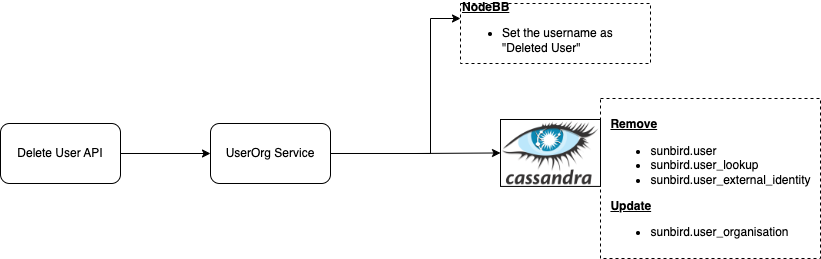 NodeBB
Set the username as
"Deleted User"
Delete User API
UserOrg Service
cassandra
Remove
sunbird.user
sunbird.user_lookup
sunbird.user_external_identity
Update
sunbird.user_organisation